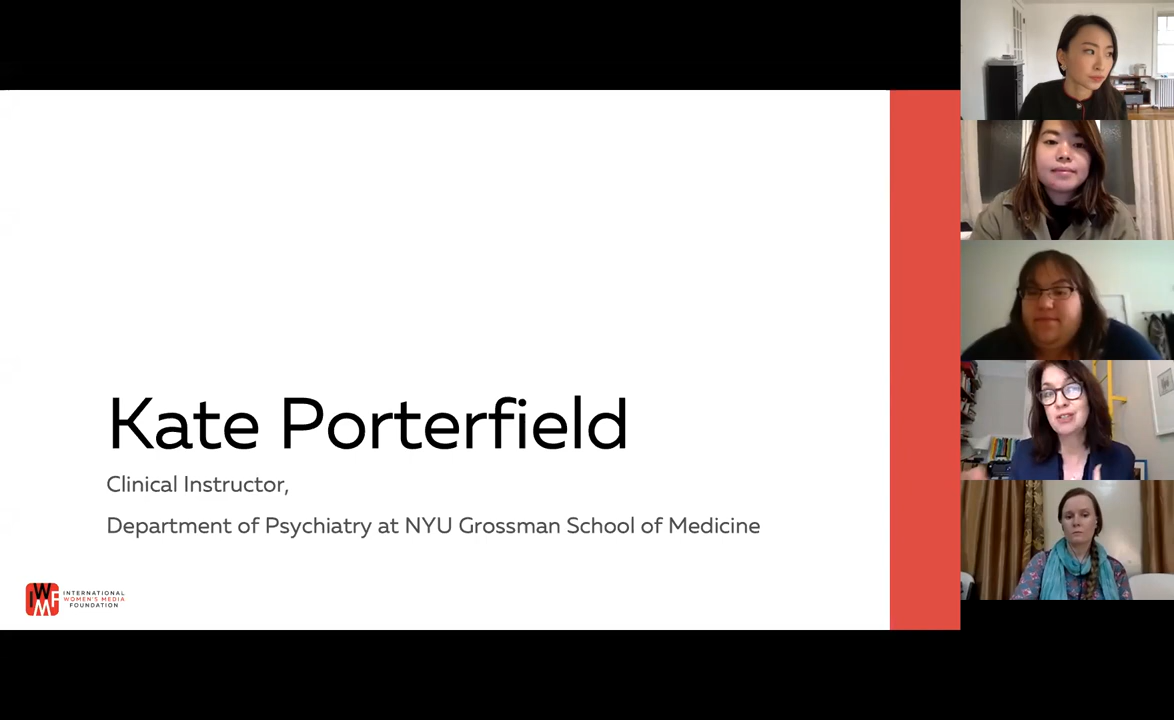 Kate Porterfield
Clinical Instructor,
Department of Psychiatry at NYU Grossman School of Medicine
IWMF
INTERNATIONAL
WOMEN'S MEDIA
FOUNDATION